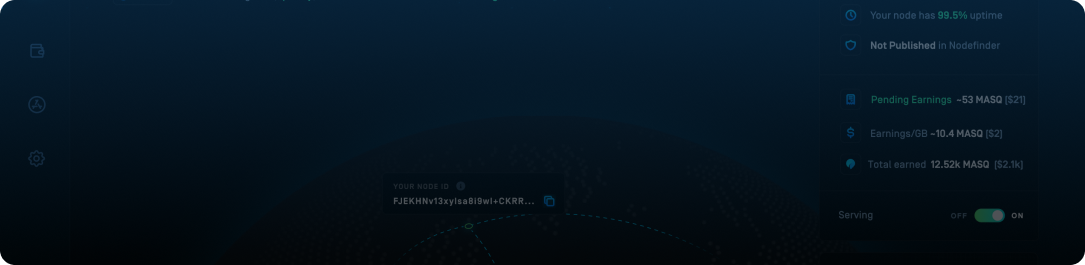 Your node has 99.5% uptime
Not Published in Nodefinder
Pending Earnings ~53 MASQ [$21]
Earnings/GB ~10.4 MASQ [$2]
Total earned 12.52k MASQ [$2.1k]
YOUR NODE ID
FJEKHNv13xylsa8i9wl+CKRR...
Serving OFF ON